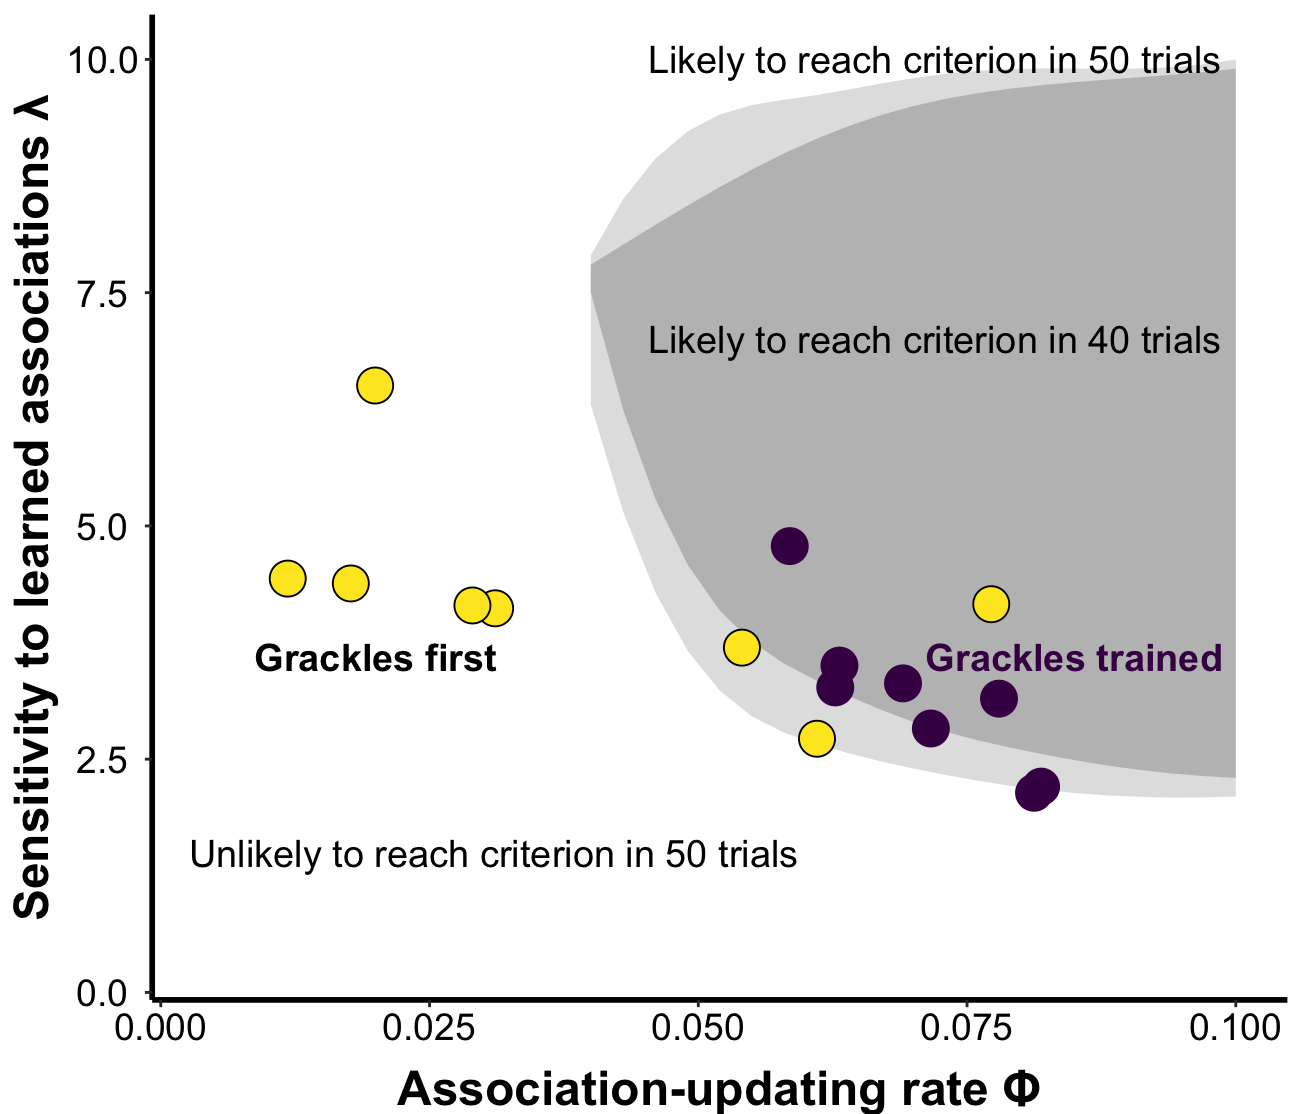 10.0
Likely to reach criterion in 50 trials
7.5
Likely to reach criterion in 40 trials
5.0
Grackles first
Grackles trained
2.5
Unlikely to reach criterion in 50 trials
0.0
0.000 0.025 0.050 0.075 0.100
Association-updating rate Φ
Sensitivity to learned associations λ